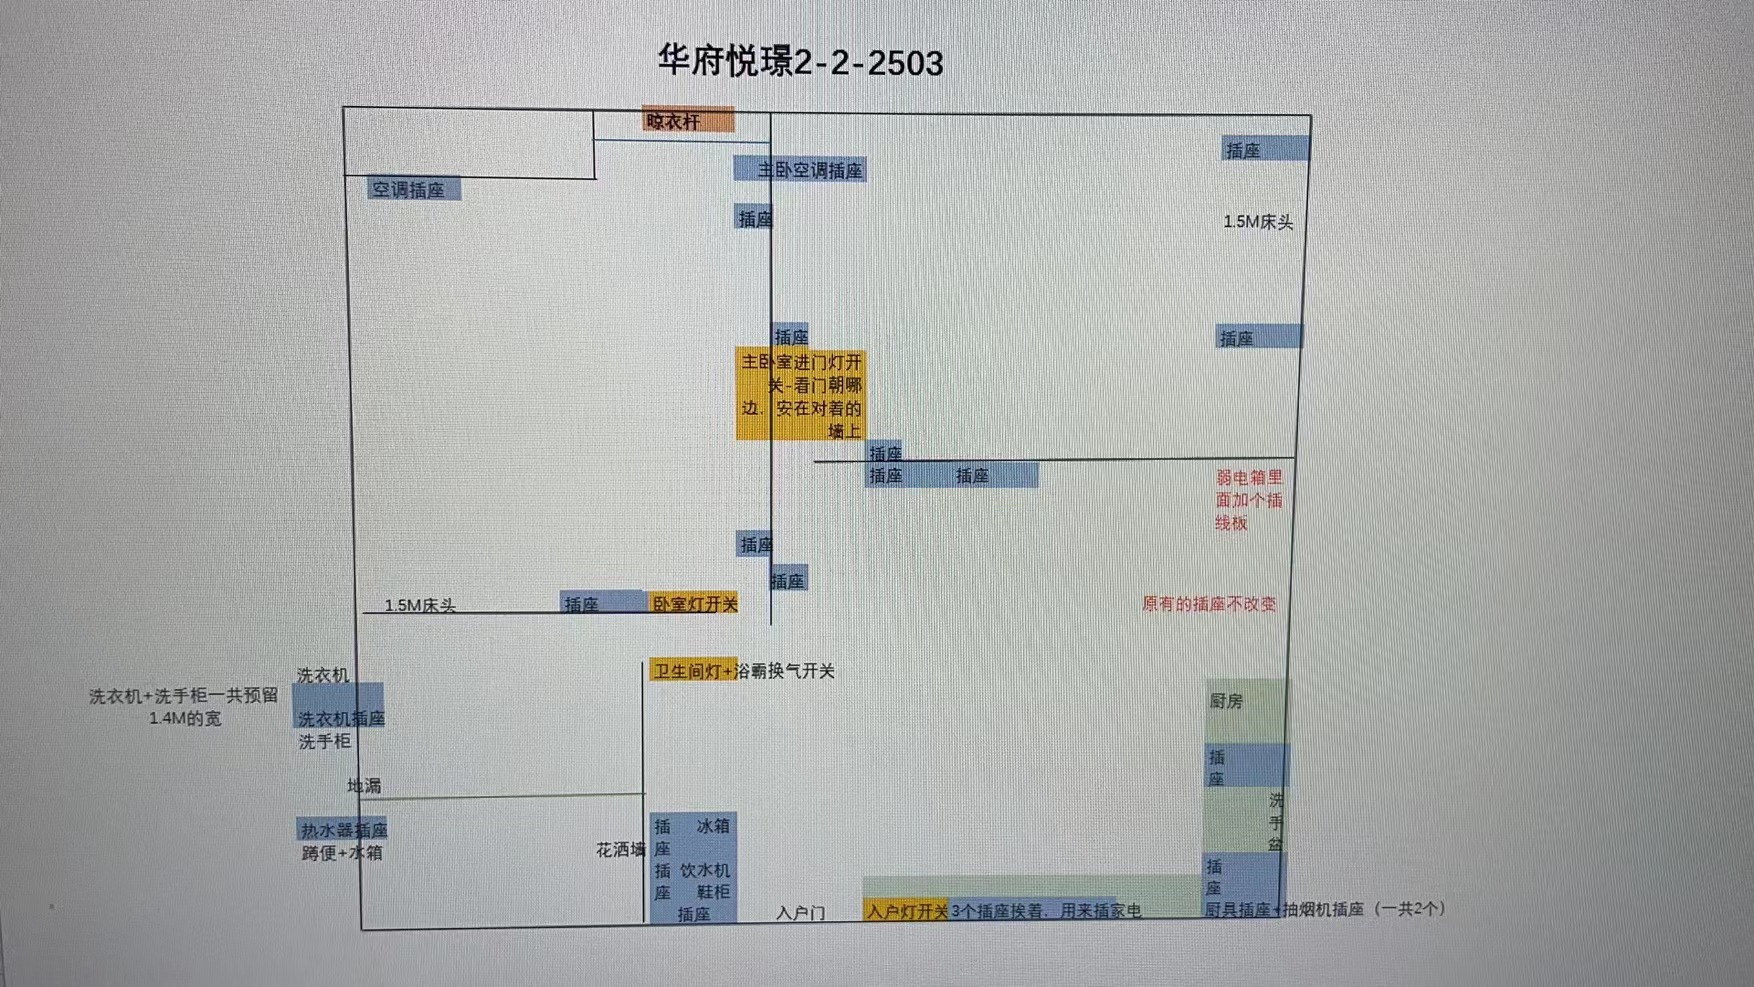 华府悦璟2-2-2503
晾衣杆
插座
主卧空调插座
空调插座
插座
1.5M床头
插座
插座
主卧室进门灯开
关-看门朝哪
边．安在对着的
墙上
插座
插座 插座
弱电箱里
面加个插
线板
插座
插座
1.5M床头 插座 卧室灯开关
原有的插座不改变
卫生间灯+浴霸换气开关
洗衣机
洗衣机+洗手柜一共预留
1.4M的宽
洗衣机插座
洗手柜
地漏
热水器插座
蹲便+水箱
花洒墙
插 冰箱
座
插 饮水机
座 鞋柜
插座
入户门
入户灯开关 3个插座挨着．用来插家电
厨房
插
座
洗
手
盆
插
座
厨具插座+抽烟机插座（一共2个）